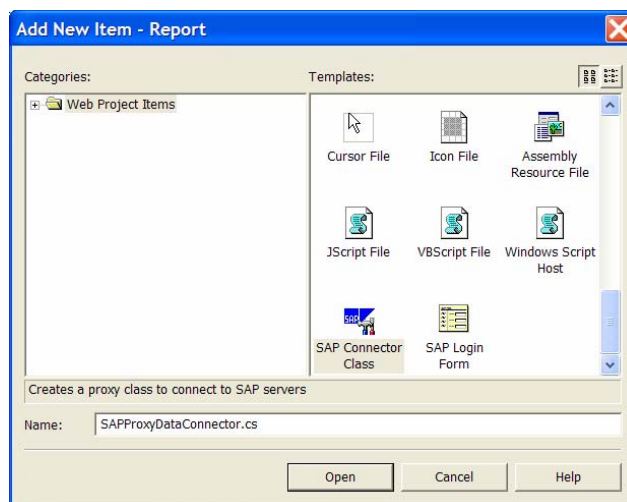 Add New Item - Report
Categories:
Templates:
Web Project Items
Cursor File
Icon File
Assembly
Resource File
JScript File
VBScript File
Windows Script
Host
SAP
SAP Connector
Class
SAP Login
Form
Creates a proxy class to connect to SAP servers
Name:
SAPProxyDataConnector.cs
Open
Cancel
Help